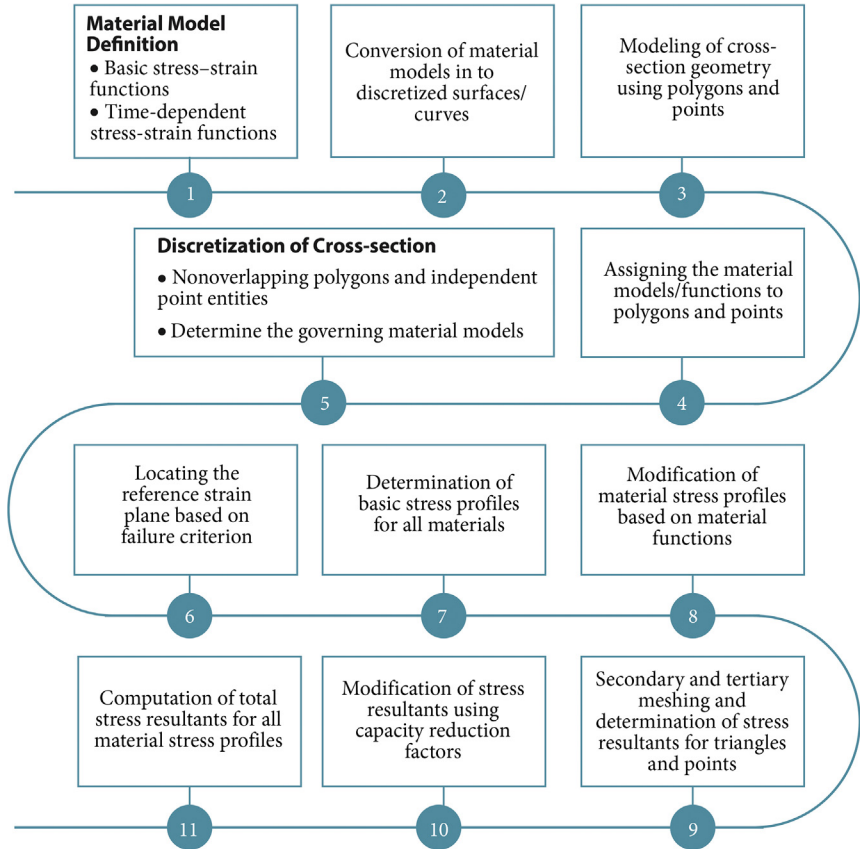 Material Model
Definition
• Basic stress–strain
functions
• Time-dependent
stress-strain functions
1
Conversion of material
models in to
discretized surfaces/
curves
2
Modeling of cross-
section geometry
using polygons and
points
3
Assigning the material
models/functions to
polygons and points
4
Discretization of Cross-section
• Nonoverlapping polygons and independent
point entities
• Determine the governing material models
5
Locating the
reference strain
plane based on
failure criterion
6
Determination of
basic stress profiles
for all materials
7
Modification of
material stress profiles
based on material
functions
8
Secondary and tertiary
meshing and
determination of stress
resultants for triangles
and points
9
Modification of stress
resultants using
capacity reduction
factors
10
Computation of total
stress resultants for all
material stress profiles
11